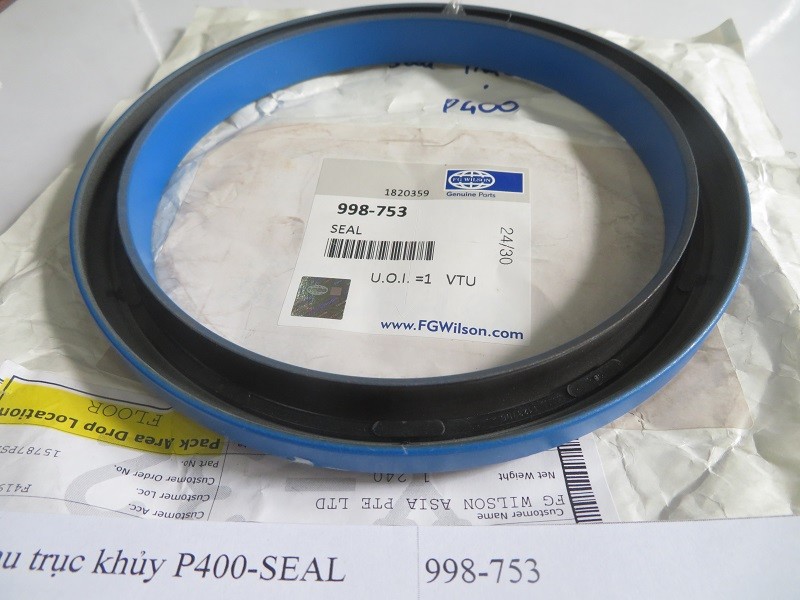 P400
FG WILSON
Genuine Parts
1820359
998-753
SEAL
24/30
U.O.I. =1 VTU
www.FGWilson.com
Pack Area Drop Location
FLOOR
Part No.
Customer Order No.
Customer Loc.
Customer Acc.
Net Weight
1.240
Customer Name
FG WILSON ASIA PTE LTD
trục khủy P400-SEAL
998-753